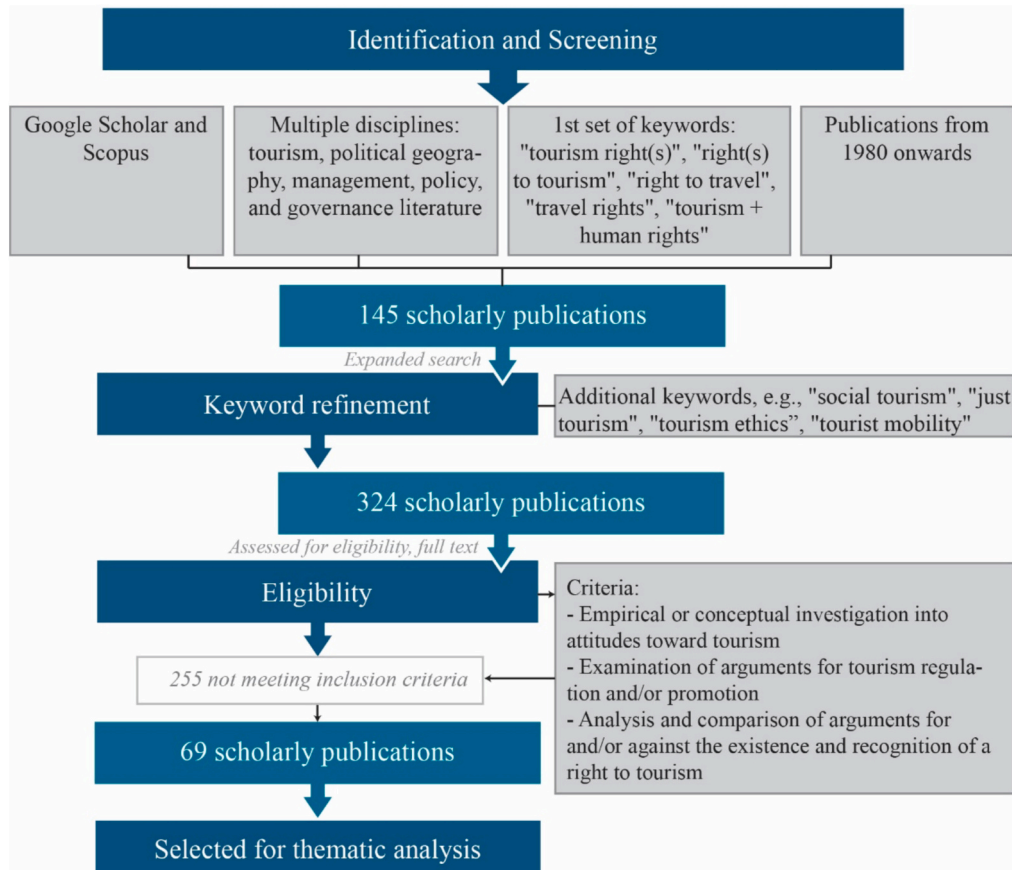 Identification and Screening
Google Scholar and
Scopus
Multiple disciplines:
tourism, political geogra-
phy, management, policy,
and governance literature
1st set of keywords:
"tourism right(s)", "right(s)
to tourism", "right to travel",
"travel rights", "tourism +
human rights"
Publications from
1980 onwards
145 scholarly publications
Expanded search
Keyword refinement
Additional keywords, e.g., "social tourism", "just
tourism", "tourism ethics”, "tourist mobility"
324 scholarly publications
Assessed for eligibility, full text
Eligibility
Criteria:
- Empirical or conceptual investigation into
attitudes toward tourism
- Examination of arguments for tourism regula-
tion and/or promotion
- Analysis and comparison of arguments for
and/or against the existence and recognition of a
right to tourism
255 not meeting inclusion criteria
69 scholarly publications
Selected for thematic analysis